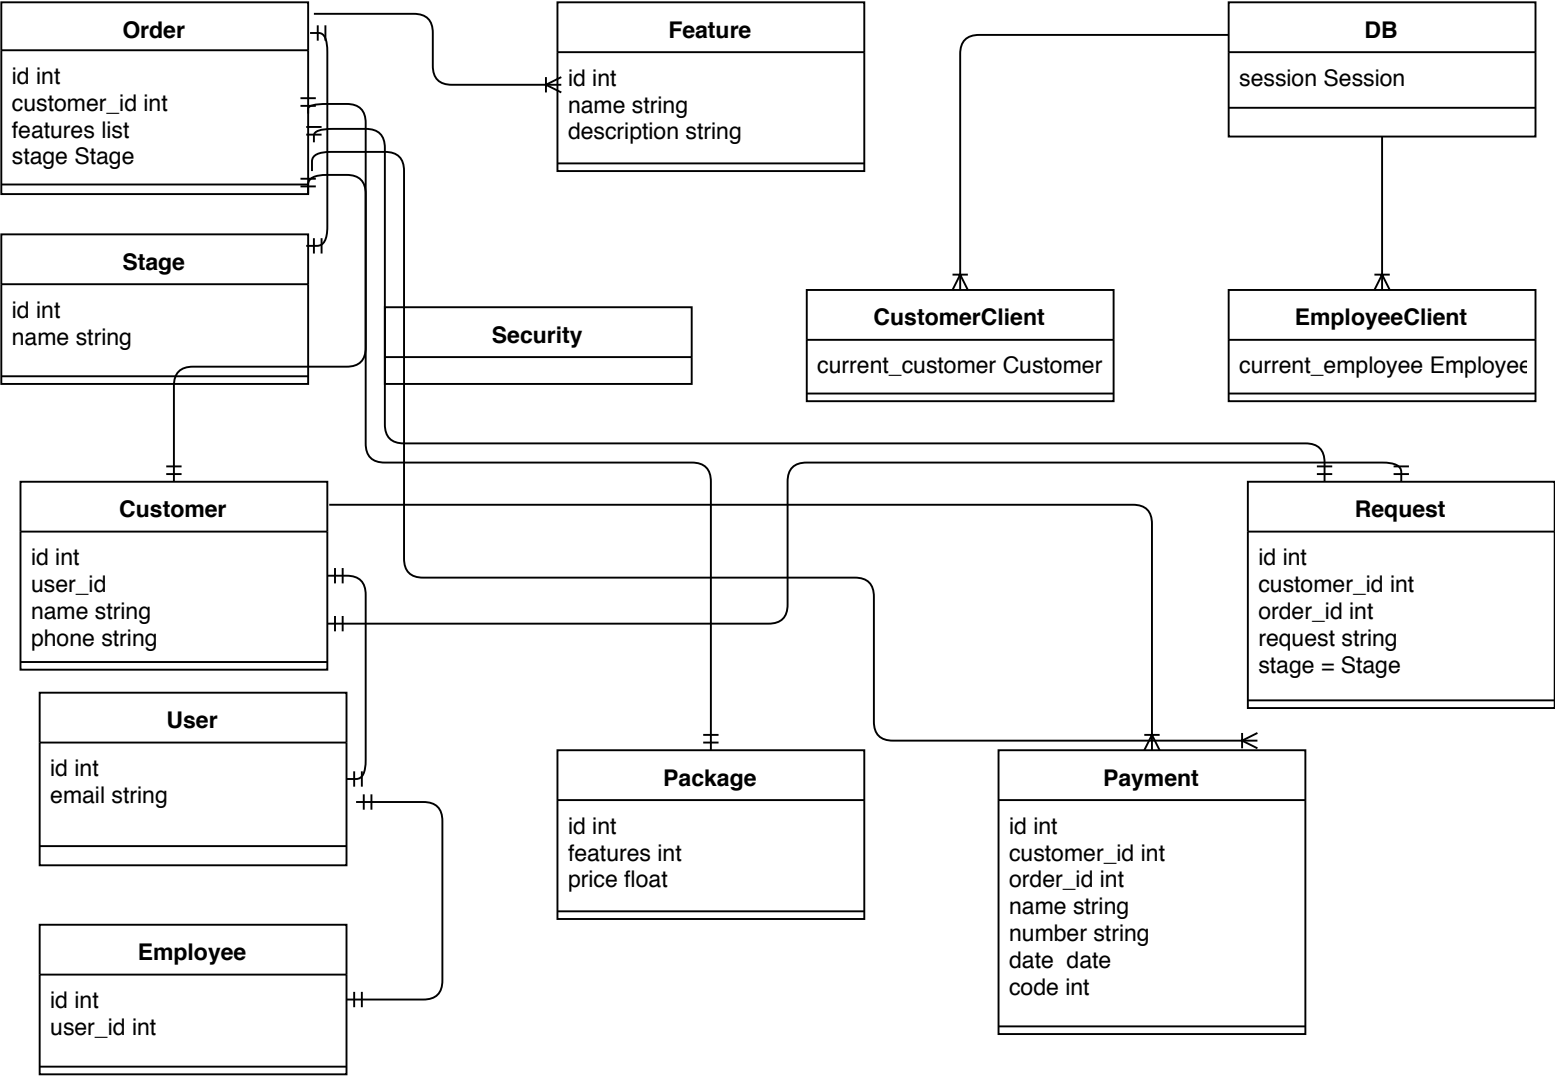 Order
id int
customer_id int
features list
stage Stage
Feature
id int
name string
description string
DB
session Session
Stage
id int
name string
Security
CustomerClient
current_customer Customer
EmployeeClient
current_employee Employee
Customer
id int
user_id
name string
phone string
Request
id int
customer_id int
order_id int
request string
stage = Stage
User
id int
email string
Package
id int
features int
price float
Payment
id int
customer_id int
order_id int
name string
number string
date  date
code int
Employee
id int
user_id int